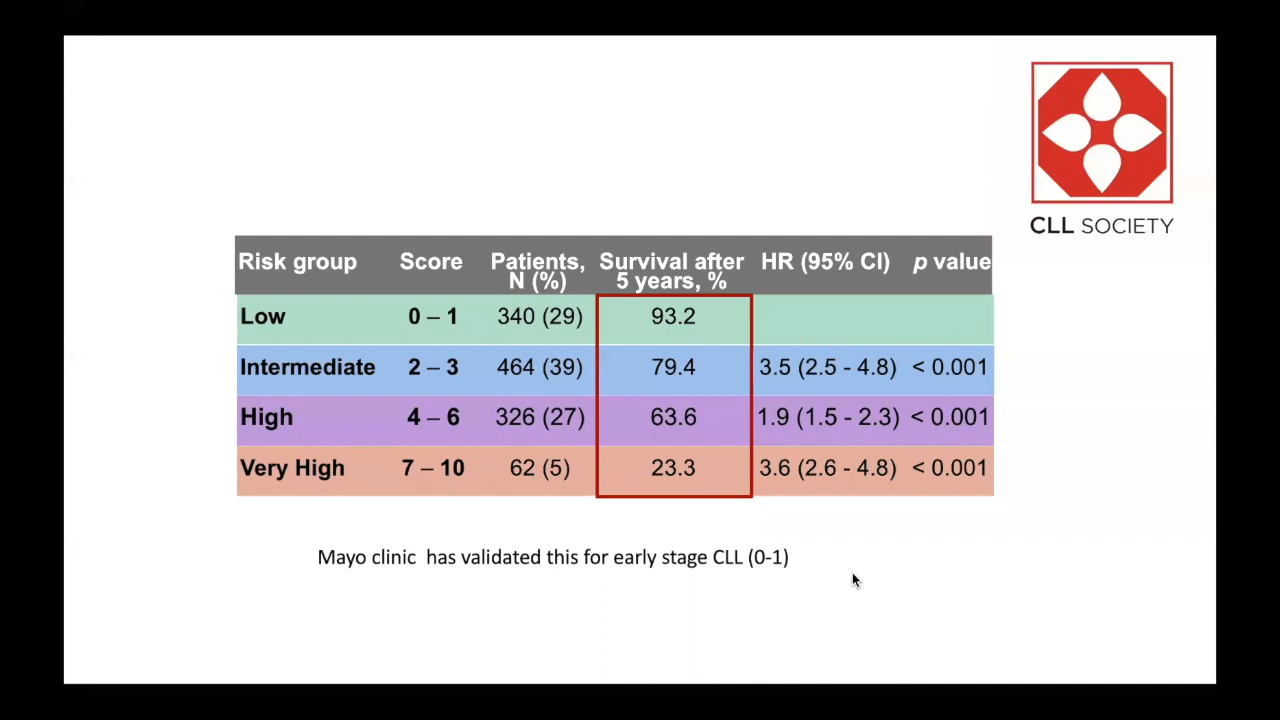 CLL SOCIETY
Risk group Score Patients, N (%) Survival after 5 years, % HR (95% CI) p value
Low 0 – 1 340 (29) 93.2
Intermediate 2 – 3 464 (39) 79.4 3.5 (2.5 - 4.8) < 0.001
High 4 – 6 326 (27) 63.6 1.9 (1.5 - 2.3) < 0.001
Very High 7 – 10 62 (5) 23.3 3.6 (2.6 - 4.8) < 0.001
Mayo clinic has validated this for early stage CLL (0-1)